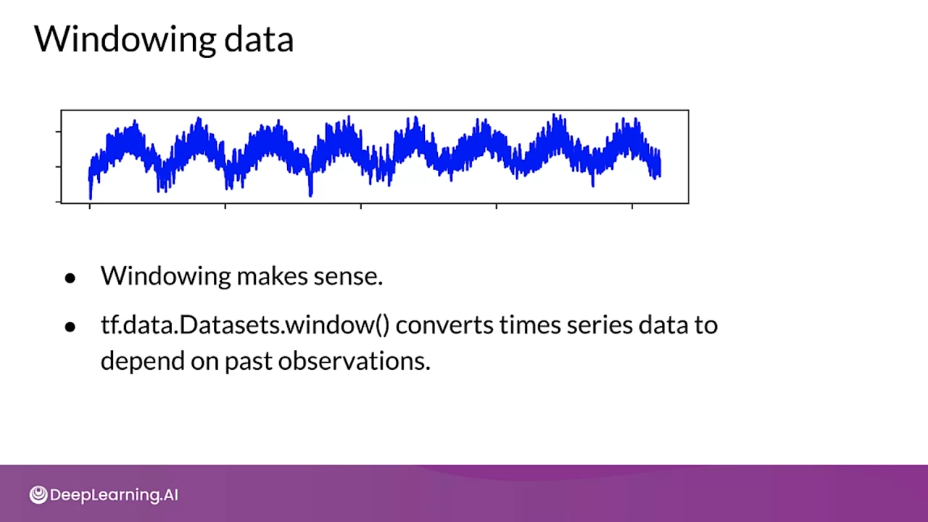 Windowing data
● Windowing makes sense.
● tf.data.Datasets.window() converts times series data to
depend on past observations.
DeepLearning.AI